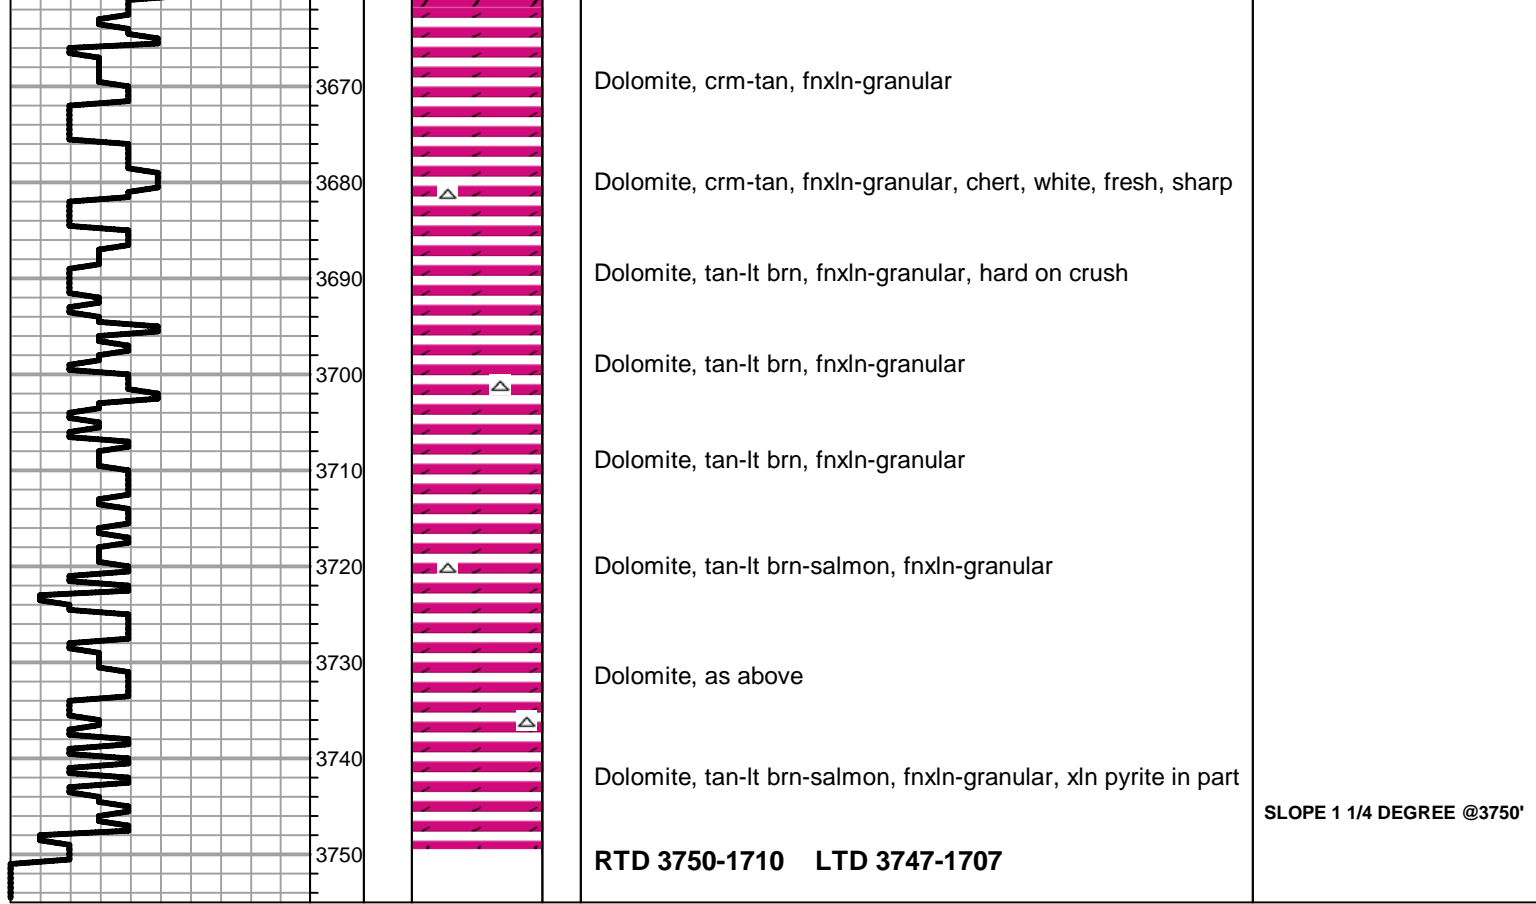 3670
Dolomite, crm-tan, fnxln-granular
3680
Dolomite, crm-tan, fnxln-granular, chert, white, fresh, sharp
3690
Dolomite, tan-lt brn, fnxln-granular, hard on crush
3700
Dolomite, tan-lt brn, fnxln-granular
3710
Dolomite, tan-lt brn, fnxln-granular
3720
Dolomite, tan-lt brn-salmon, fnxln-granular
3730
Dolomite, as above
3740
Dolomite, tan-lt brn-salmon, fnxln-granular, xln pyrite in part
SLOPE 1 1/4 DEGREE @3750'
3750
RTD 3750-1710 LTD 3747-1707